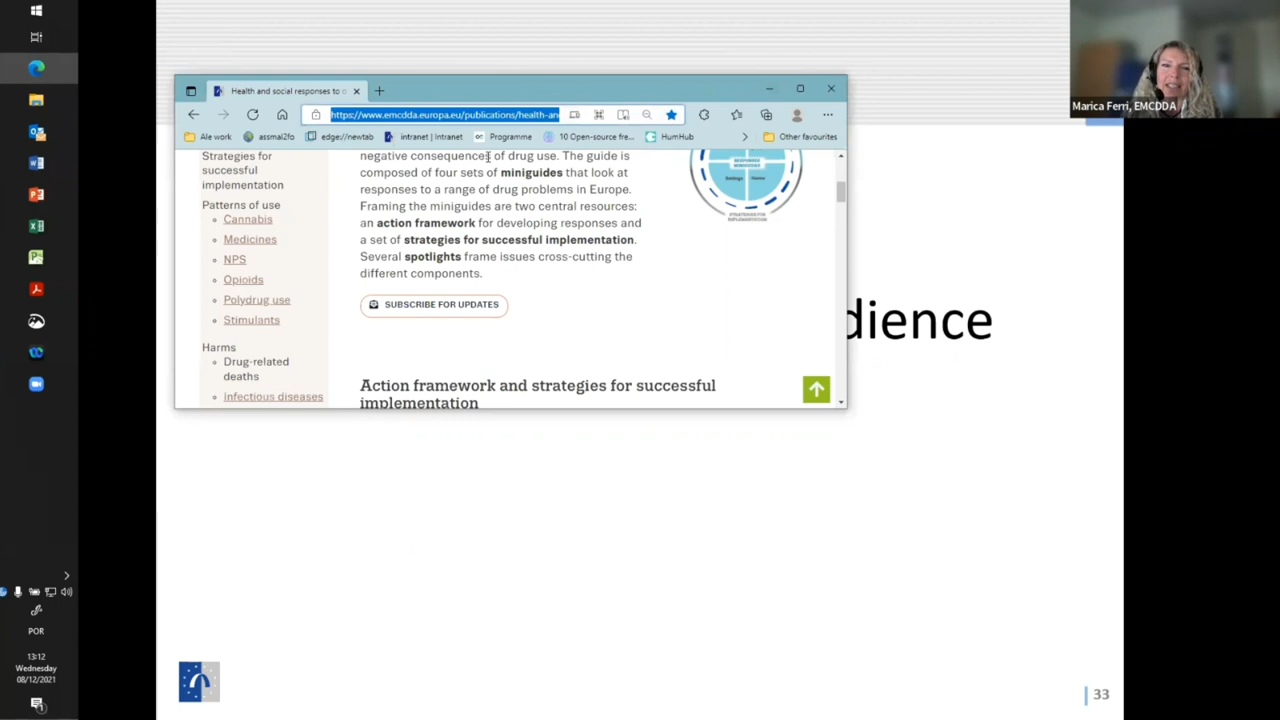 Marica Ferri, EMCDDA
Health and social responses to
https://www.emcdda.europa.eu/publications/health-an
Ale work
assmal2fo
edge://newtab
intranet | Intranet
Programme
10 Open-source fre...
HumHub
Other favourites
Strategies for
successful
implementation
Patterns of use
Cannabis
Medicines
NPS
Opioids
Polydrug use
Stimulants
Harms
Drug-related
deaths
Infectious diseases
negative consequences of drug use. The guide is
composed of four sets of miniguides that look at
responses to a range of drug problems in Europe.
Framing the miniguides are two central resources:
an action framework for developing responses and
a set of strategies for successful implementation.
Several spotlights frame issues cross-cutting the
different components.
SUBSCRIBE FOR UPDATES
Action framework and strategies for successful
implementation
dience
POR
13:12
Wednesday
08/12/2021
33